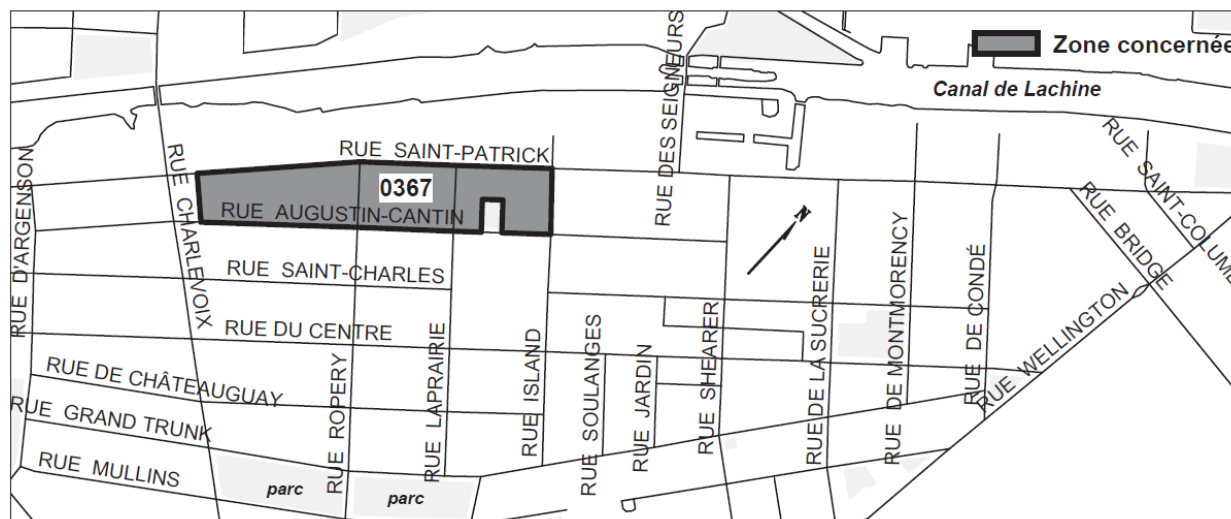 Zone concernée
Canal de Lachine
RUE DES SEIGNEURS
RUE SAINT-PATRICK
RUE SAINT-COLUMB
RUE D'ARGENSON
RUE CHARLEVOIX
0367
RUE AUGUSTIN-CANTIN
N
RUE BRIDGE
RUE SAINT-CHARLES
RUE DU CENTRE
RUE DE CHÂTEAUGUAY
RUE GRAND TRUNK
RUE MULLINS
RUE ROPERY
RUE LAPRAIRIE
RUE ISLAND
RUE SOULANGES
RUE JARDIN
RUE SHEARER
RUE DE LA SUCRERIE
RUE DE MONTMORENCY
RUE DE CONDÉ
RUE WELLINGTON
parc
parc